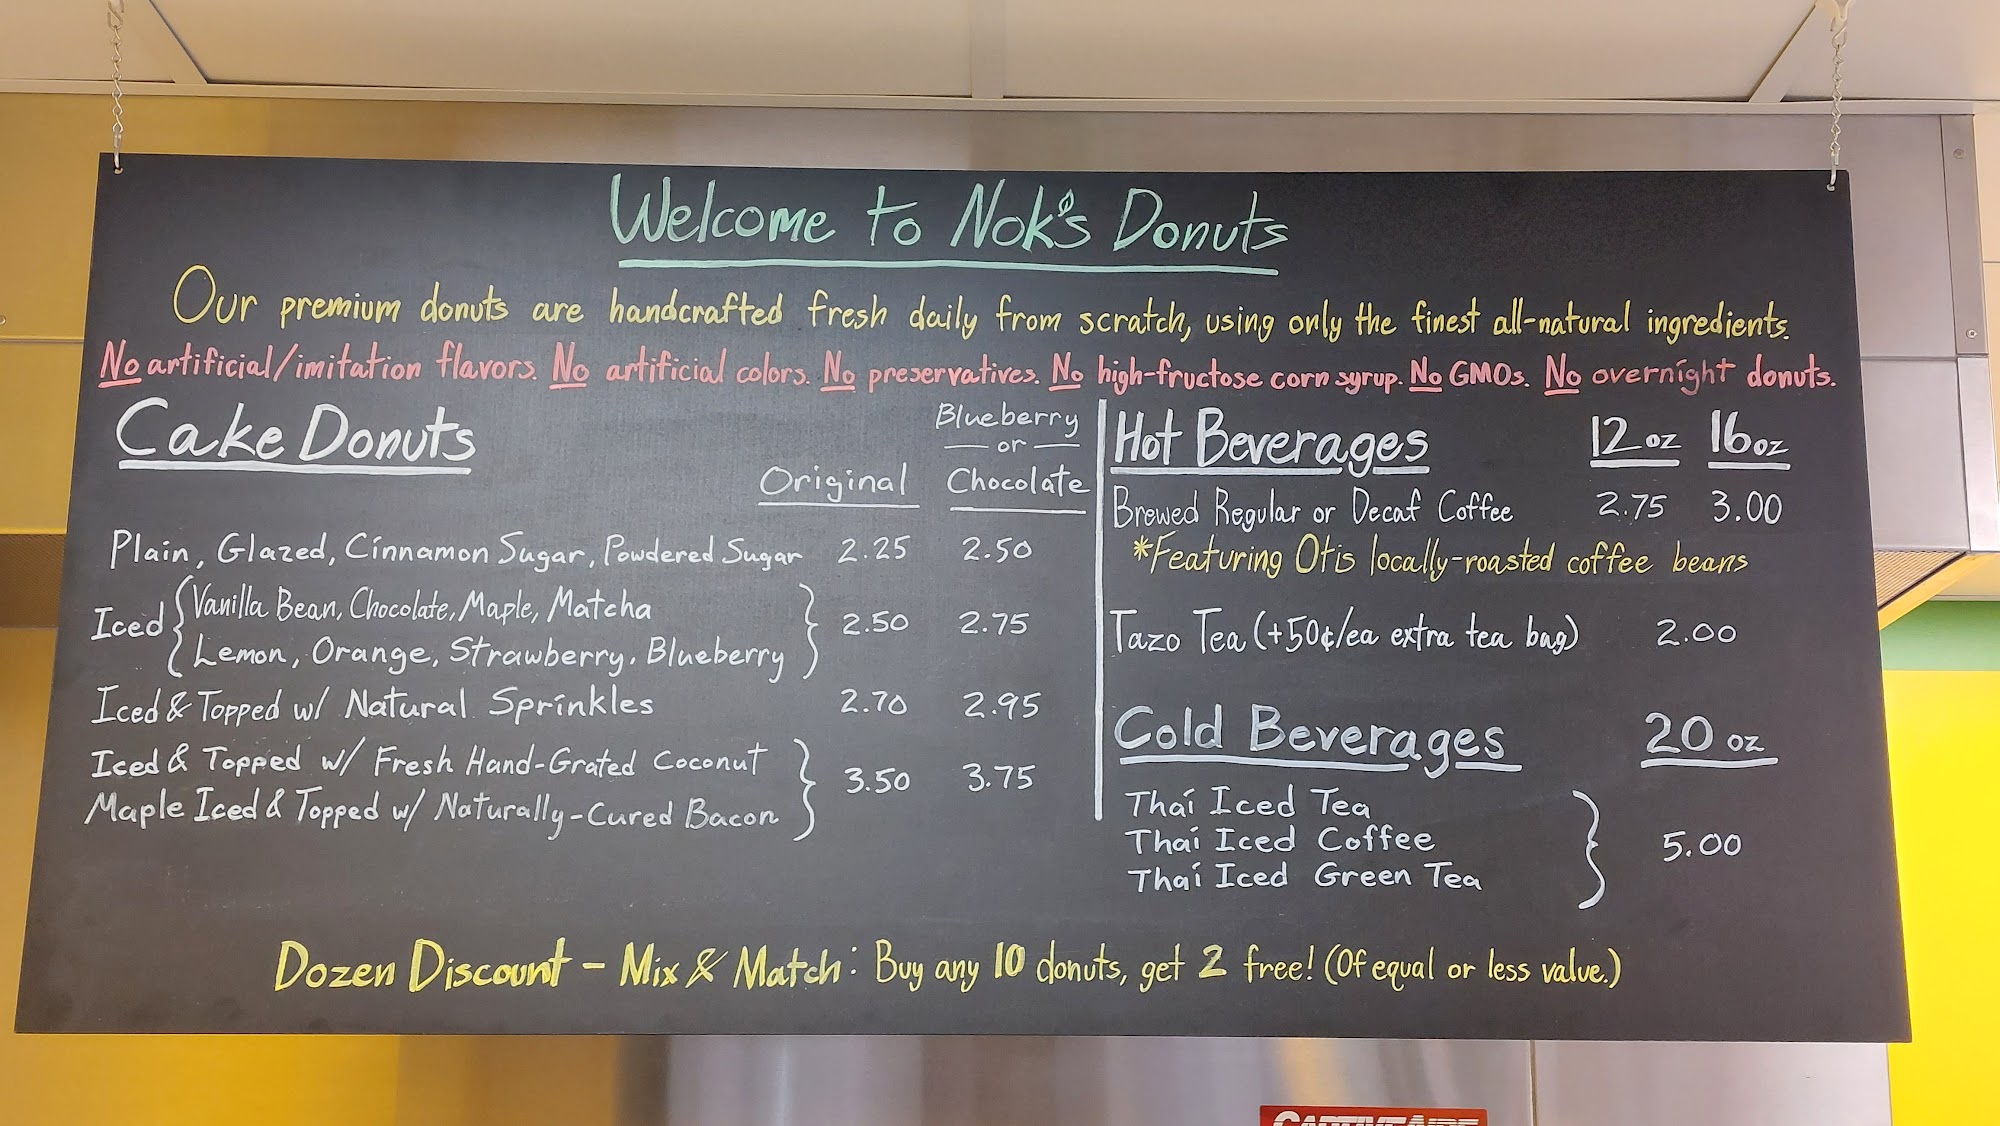 Welcome to Nok's Donuts
Our premium donuts are handcrafted fresh daily from scratch, using only the finest all-natural ingredients.
No artificial/imitation flavors. No artificial colors. No preservatives. No high-fructose corn syrup. No GMOs. No overnight donuts.
Cake Donuts
Original
Blueberry
or
Chocolate
Plain, Glazed, Cinnamon Sugar, Powdered Sugar 2.25 2.50
Iced { Vanilla Bean, Chocolate, Maple, Matcha
Lemon, Orange, Strawberry, Blueberry } 2.50 2.75
Iced & Topped w/ Natural Sprinkles 2.70 2.95
Iced & Topped w/ Fresh Hand-Grated Coconut
Maple Iced & Topped w/ Naturally-Cured Bacon } 3.50 3.75
Hot Beverages 12 oz 16 oz
Brewed Regular or Decaf Coffee 2.75 3.00
*Featuring Otis locally-roasted coffee beans
Tazo Tea (+50¢/ea extra tea bag) 2.00
Cold Beverages 20 oz
Thai Iced Tea
Thai Iced Coffee } 5.00
Thai Iced Green Tea
Dozen Discount - Mix & Match: Buy any 10 donuts, get 2 free! (Of equal or less value.)